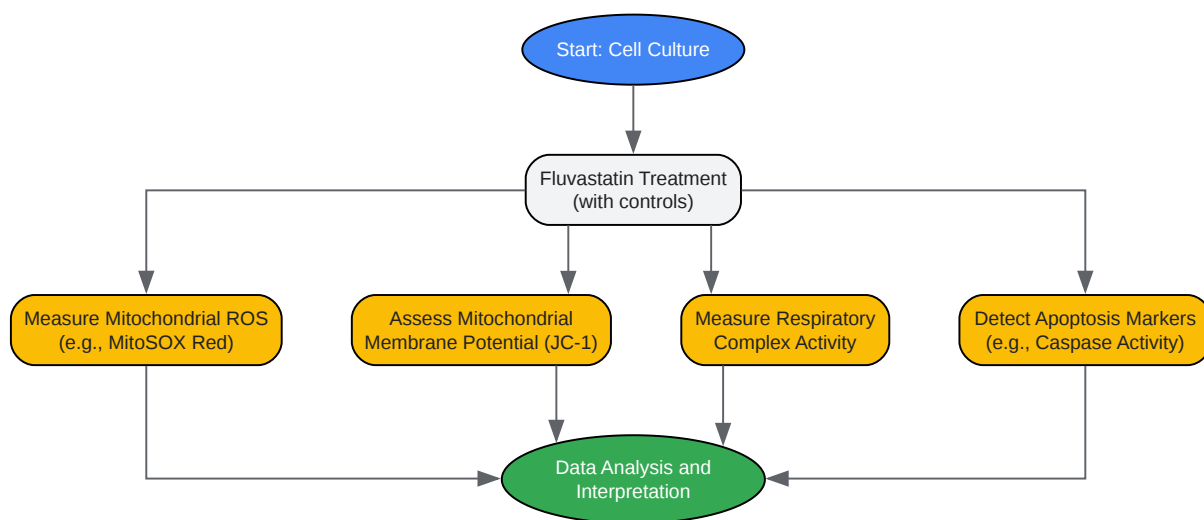 Start: Cell Culture
Fluvastatin Treatment
(with controls)
Measure Mitochondrial ROS
(e.g., MitoSOX Red)
Assess Mitochondrial
Membrane Potential (JC-1)
Measure Respiratory
Complex Activity
Detect Apoptosis Markers
(e.g., Caspase Activity)
Data Analysis and
Interpretation